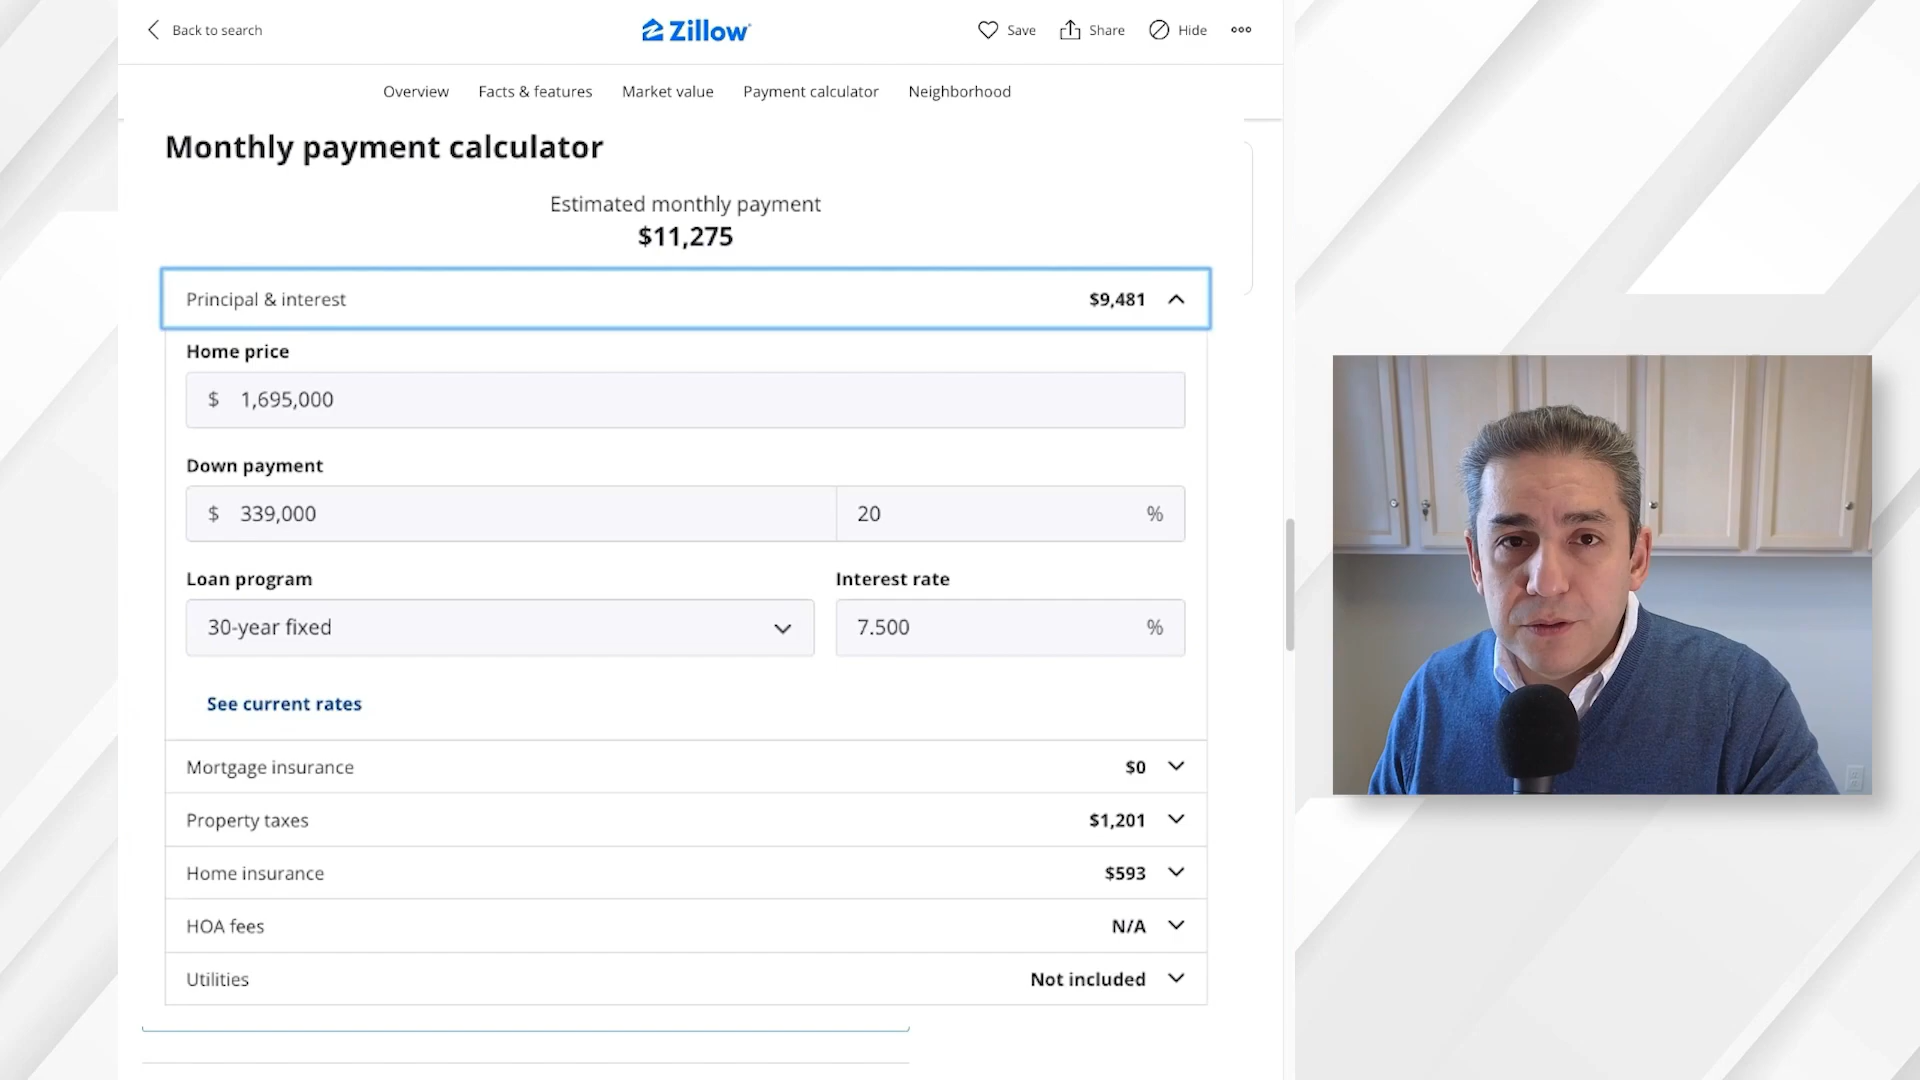 Back to search
Zillow
Save
Share
Hide
Overview
Facts & features
Market value
Payment calculator
Neighborhood
Monthly payment calculator
Estimated monthly payment
$11,275
Principal & interest
$9,481
Home price
$ 1,695,000
Down payment
$ 339,000
20 %
Loan program
Interest rate
30-year fixed
7.500 %
See current rates
Mortgage insurance
$0
Property taxes
$1,201
Home insurance
$593
HOA fees
N/A
Utilities
Not included